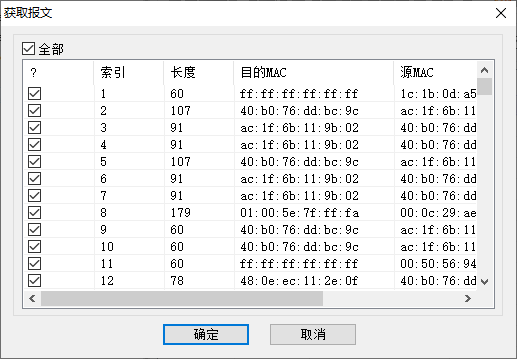 获取报文
全部
? 索引 长度 目的MAC 源MAC
1 60 ff:ff:ff:ff:ff:ff 1c:1b:0d:a5
2 107 40:b0:76:dd:bc:9c ac:1f:6b:11
3 91 ac:1f:6b:11:9b:02 40:b0:76:dd
4 91 ac:1f:6b:11:9b:02 40:b0:76:dd
5 107 40:b0:76:dd:bc:9c ac:1f:6b:11
6 91 ac:1f:6b:11:9b:02 40:b0:76:dd
7 91 ac:1f:6b:11:9b:02 40:b0:76:dd
8 179 01:00:5e:7f:ff:fa 00:0c:29:ae
9 60 40:b0:76:dd:bc:9c ac:1f:6b:11
10 60 40:b0:76:dd:bc:9c ac:1f:6b:11
11 60 ff:ff:ff:ff:ff:ff 00:50:56:94
12 78 48:0e:ec:11:2e:0f 40:b0:76:dd
确定 取消